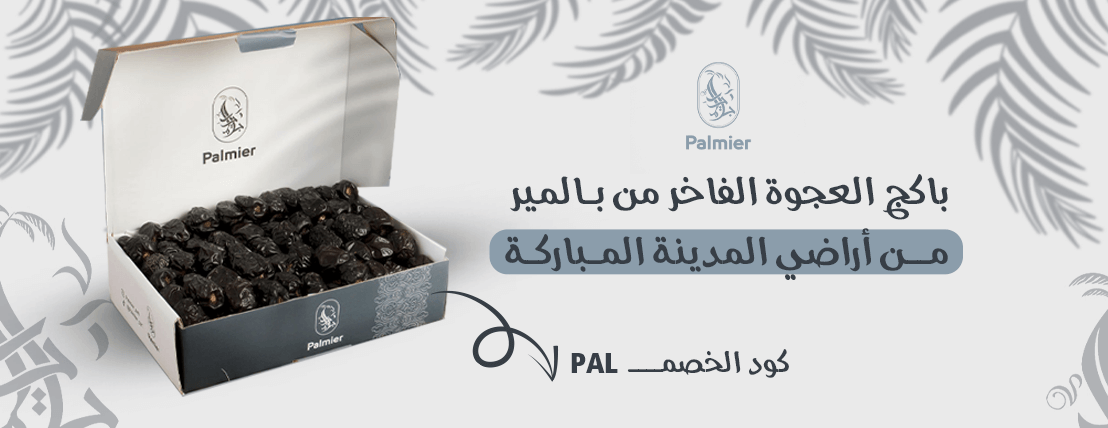 Palmier
Palmier
باكج العجوة الفاخر من بالمير
من أراضي المدينة المباركة
كود الخصم PAL
Palmier